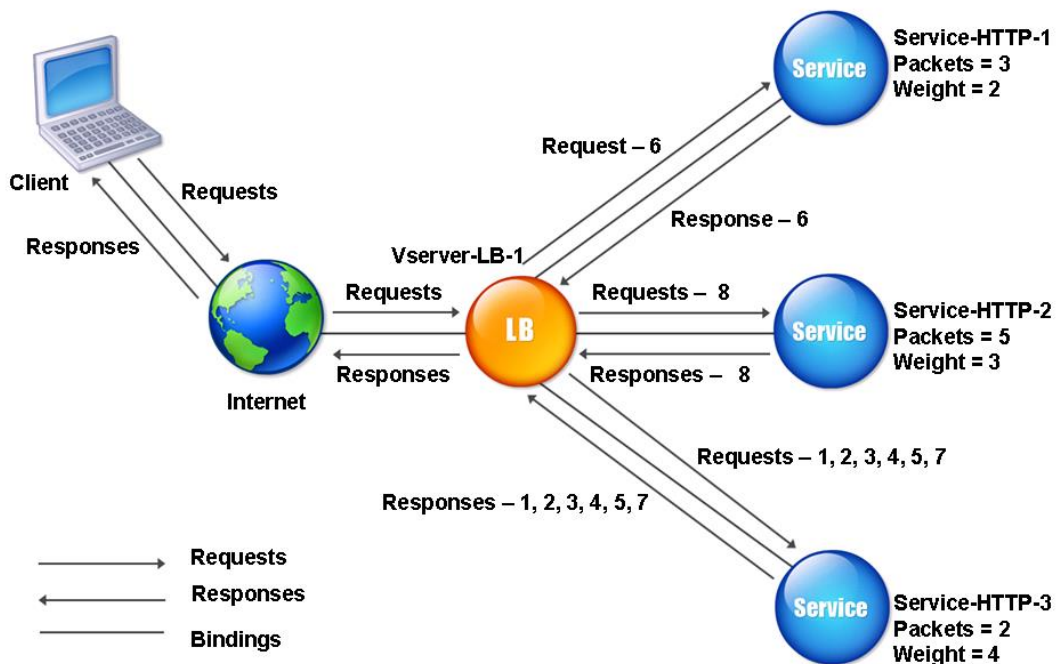 Service
Service-HTTP-1
Packets = 3
Weight = 2
Request – 6
Client
Requests
Responses
Response – 6
Vserver-LB-1
Requests
LB
Requests – 8
Service
Service-HTTP-2
Packets = 5
Weight = 3
Responses
Responses – 8
Internet
Requests – 1, 2, 3, 4, 5, 7
Responses – 1, 2, 3, 4, 5, 7
Requests
Responses
Bindings
Service
Service-HTTP-3
Packets = 2
Weight = 4